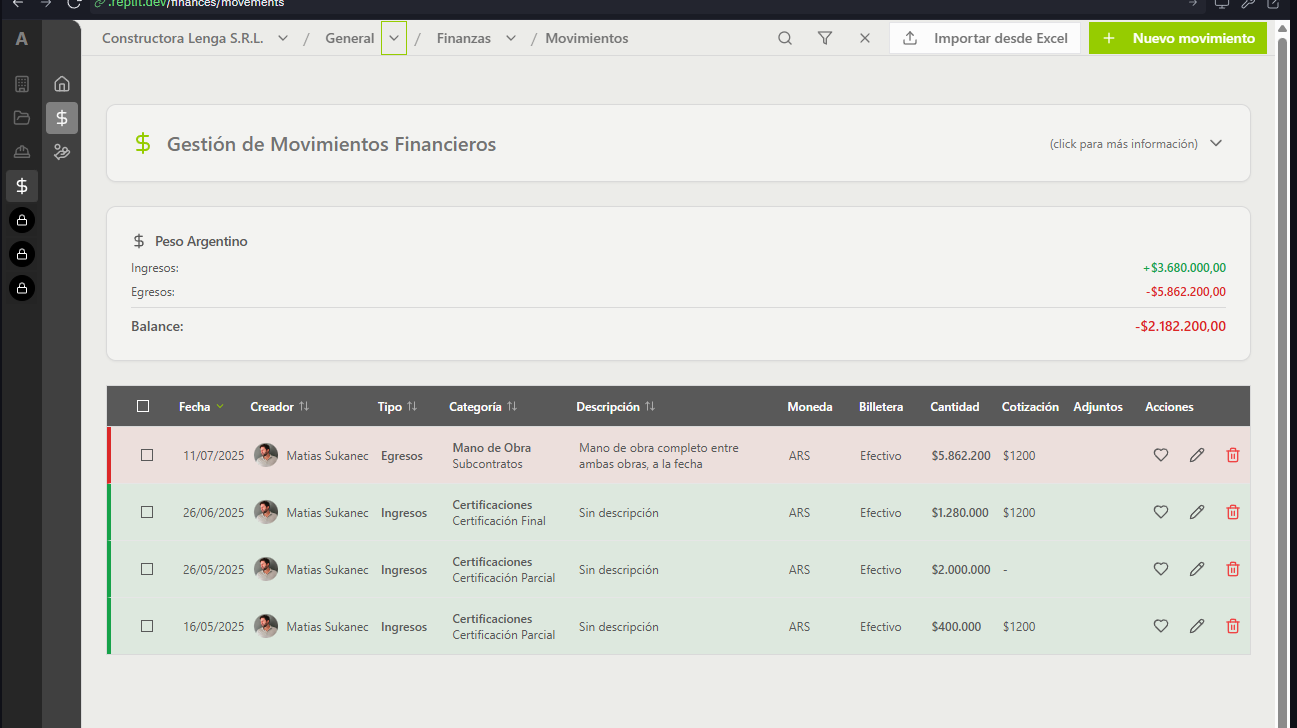 .replit.dev/finances/movements
A
Constructora Lenga S.R.L. / General / Finanzas / Movimientos
Importar desde Excel
+ Nuevo movimiento
$ Gestión de Movimientos Financieros
(click para más información)
$ Peso Argentino
Ingresos: +$3.680.000,00
Egresos: -$5.862.200,00
Balance: -$2.182.200,00
Fecha Creador Tipo Categoría Descripción Moneda Billetera Cantidad Cotización Adjuntos Acciones
11/07/2025 Matias Sukanec Egresos Mano de Obra Subcontratos Mano de obra completo entre ambas obras, a la fecha ARS Efectivo $5.862.200 $1200
26/06/2025 Matias Sukanec Ingresos Certificaciones Certificación Final Sin descripción ARS Efectivo $1.280.000 $1200
26/05/2025 Matias Sukanec Ingresos Certificaciones Certificación Parcial Sin descripción ARS Efectivo $2.000.000 -
16/05/2025 Matias Sukanec Ingresos Certificaciones Certificación Parcial Sin descripción ARS Efectivo $400.000 $1200